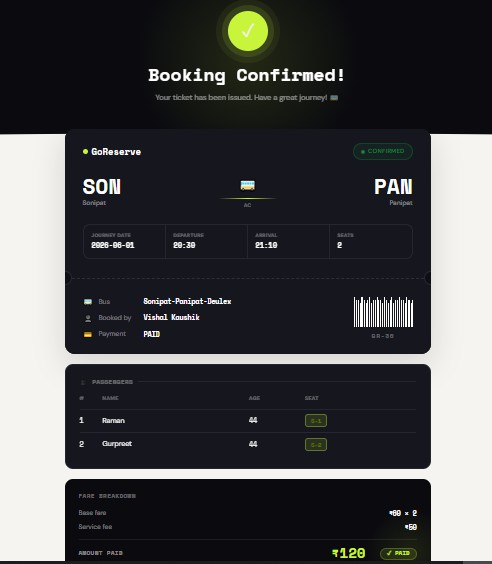 Booking Confirmed!
Your ticket has been issued. Have a great journey!
GoReserve
CONFIRMED
SON
PAN
Sonipat
AC
Panipat
JOURNEY DATE DEPARTURE ARRIVAL SEATS
2026-06-01 20:30 21:10 2
Bus Sonipat-Panipat-Deulex
Booked by Vishal Kaushik
Payment PAID
PASSENGERS
# NAME AGE SEAT
1 Raman 44 S-1
2 Gurpreet 44 S-2
FARE BREAKDOWN
Base fare ₹60 × 2
Service fee ₹50
AMOUNT PAID ₹120 ✓ PAID